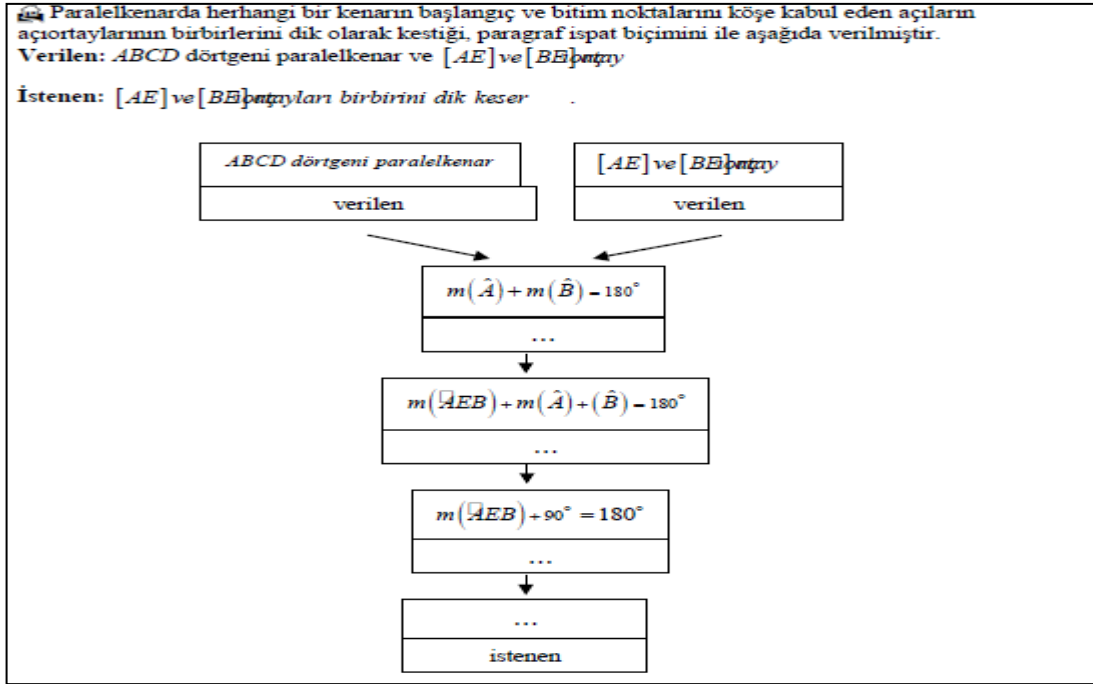 Paralelkenarda herhangi bir kenarın başlangıç ve bitim noktalarını köşe kabul eden açıların
açıortaylarının birbirlerini dik olarak kestiği, paragraf ispat biçimini ile aşağıda verilmiştir.
Verilen: ABCD dörtgeni paralelkenar ve [AE] ve [BE]
İstenen: [AE] ve [BE] birbirini dik keser .
ABCD dörtgeni paralelkenar
verilen
[AE] ve [BE]
verilen
m(Â) + m(B̂) = 180°
...
m(AEB) + m(Â) + (B̂) = 180°
...
m(AEB) + 90° = 180°
...
...
istenen